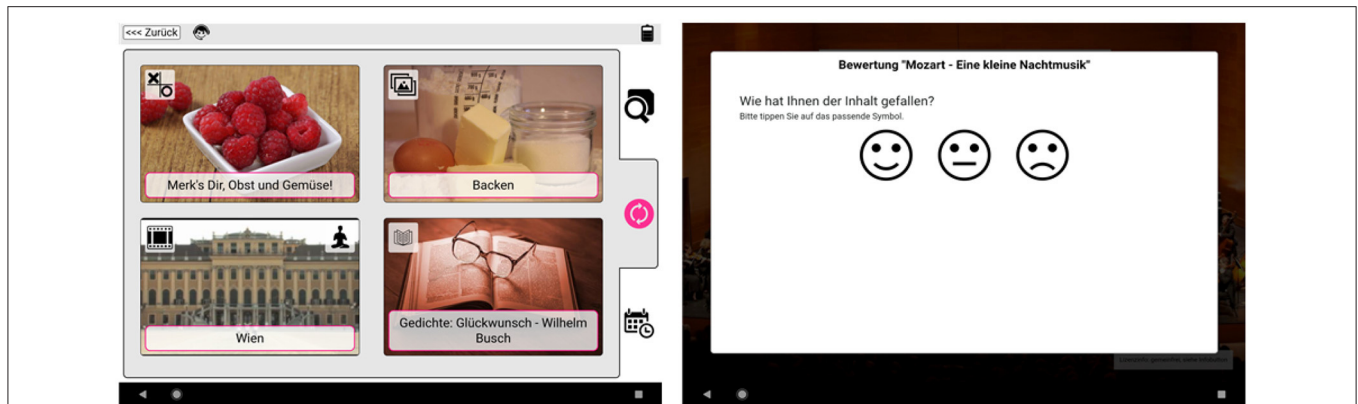 <<< Zurück
Merk's Dir, Obst und Gemüse!
Backen
Wien
Gedichte: Glückwunsch - Wilhelm
Busch
Bewertung "Mozart - Eine kleine Nachtmusik"
Wie hat Ihnen der Inhalt gefallen?
Bitte tippen Sie auf das passende Symbol.